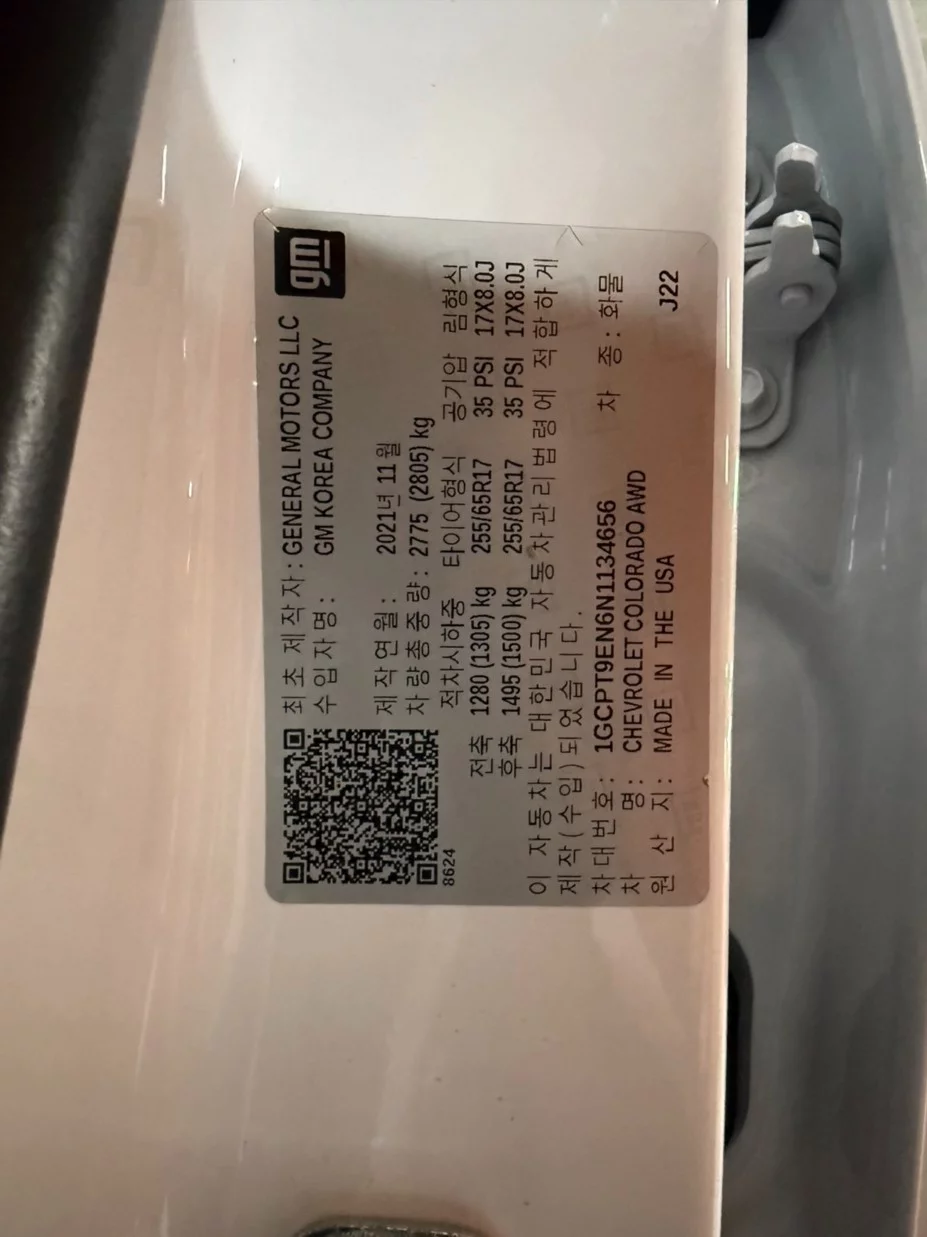 gm
최초 제작자: GENERAL MOTORS LLC
수입자명: GM KOREA COMPANY
제작연월: 2021년 11월
차량총중량: 2775 (2805) kg
적차시하중 타이어형식 공기압 림형식
전축 1280 (1305) kg 255/65R17 35 PSI 17X8.0J
후축 1495 (1500) kg 255/65R17 35 PSI 17X8.0J
8624
이 자동차는 대한민국 자동차관리법령에 적합하게
제작(수입)되었습니다.
차대번호: 1GCPT9EN6N1134656 차 종: 화물
차 명: CHEVROLET COLORADO AWD
원 산 지: MADE IN THE USA J22